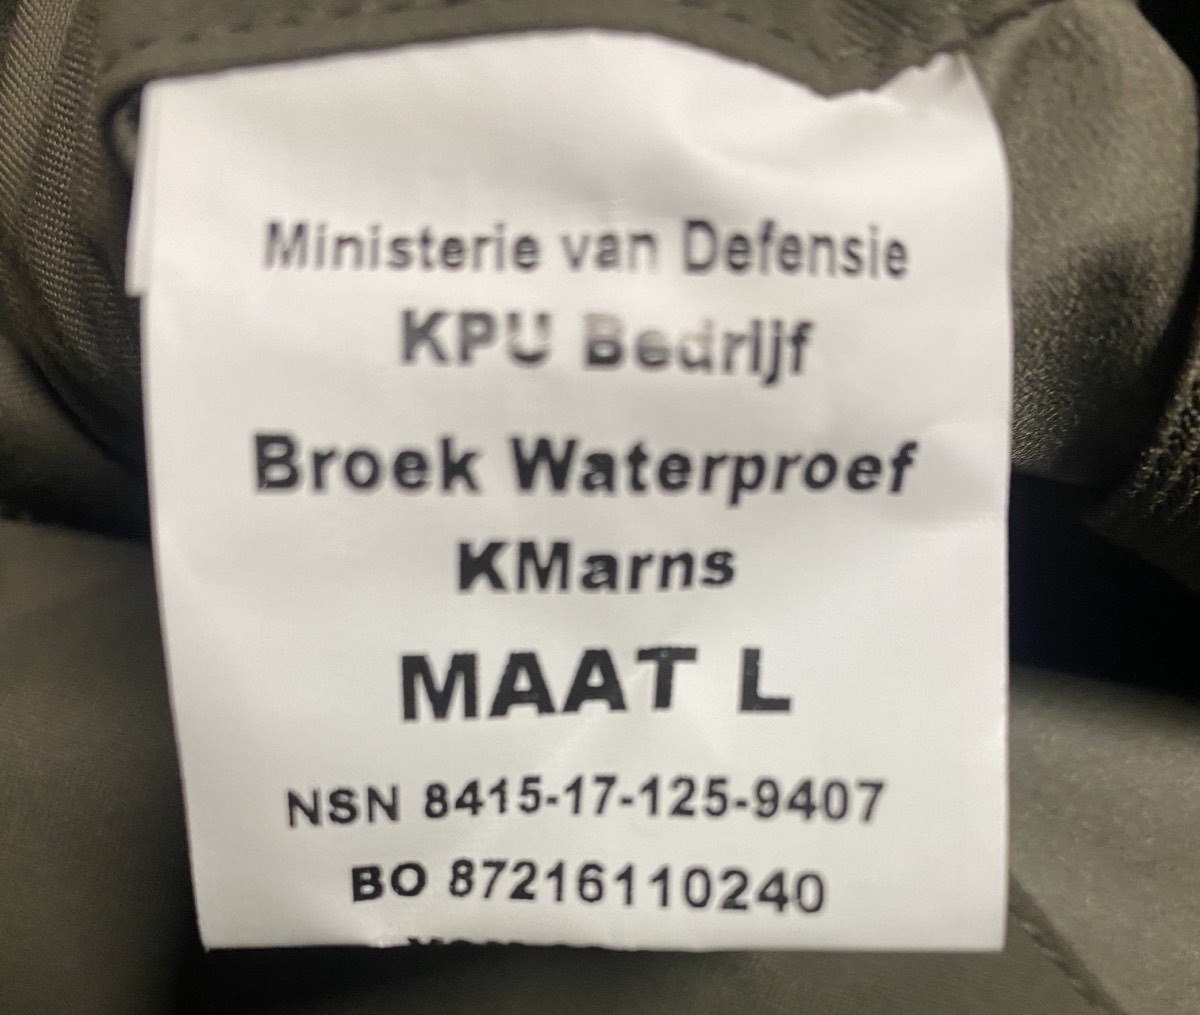 Ministerie van Defensie
KPU Bedrijf
Broek Waterproef
KMarns
MAAT L
NSN 8415-17-125-9407
BO 87216110240